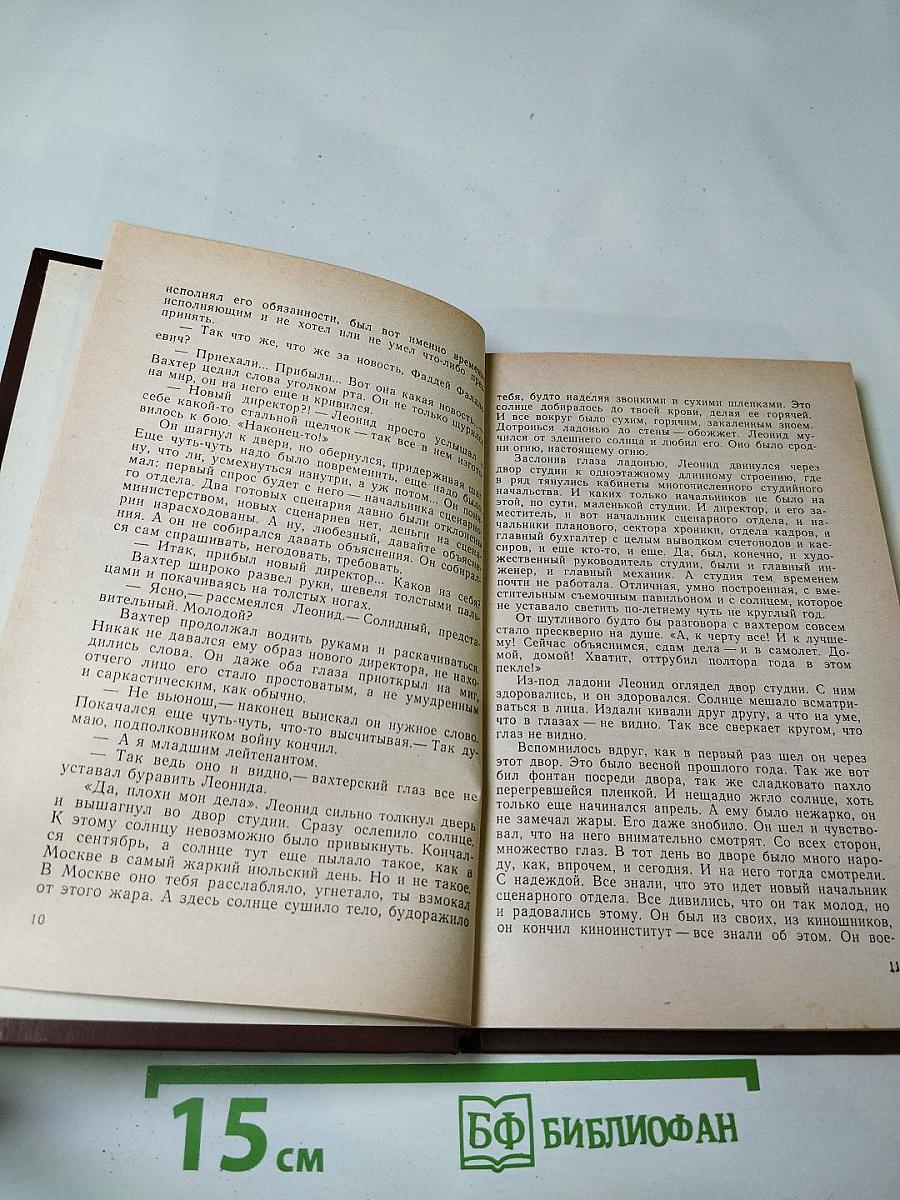 исполнял его обязанности, был вот именно времен
исполняющим и не хотел или не умел что-либо пред
принять.
— Так что же, что же за новость, Фаддей Фалал
евич?
— Приехали... Прибыли... Вот она какая новость,
Вахтер цедил слова уголком рта. Он не только щурился
на мир, он на него еще и кривился.
— Новый директор?! — Леонид просто услышал в
себе какой-то стальной щелчок — так все в нем изгото
вилось к бою. «Наконец-то!»
Он шагнул к двери, но обернулся, придерживая шаг
Еще чуть-чуть надо было повременить, еще надо было
ну, что ли, усмехнуться изнутри, а уж потом... Он пони
мал: первый спрос будет с него — начальника сценарно
го отдела. Два готовых сценария давно были отклонены
министерством, новых сценариев нет, деньги на сцена-
рии израсходованы. А ну, любезный, давайте объясне-
ния. А он не собирался давать объяснения. Он собирал-
ся сам спрашивать, негодовать, требовать.
— Итак, прибыл новый директор... Каков из себя?
Вахтер широко развел руки, шевеля толстыми паль-
цами и покачиваясь на толстых ногах.
— Ясно,— рассмеялся Леонид.— Солидный, предста-
вительный. Молодой?
Вахтер продолжал водить руками и раскачиваться.
Никак не давался ему образ нового директора, не нахо-
дились слова. Он даже оба глаза приоткрыл на миг,
отчего лицо его стало простоватым, а не умудренным
и саркастическим, как обычно.
— Не вьюнош,— наконец выискал он нужное слово.
Покачался еще чуть-чуть, что-то высчитывая.— Так ду-
маю, подполковником войну кончил.
— А я младшим лейтенантом.
— Так ведь оно и видно,— вахтерский глаз все не
уставал буравить Леонида.
«Да, плохи мои дела». Леонид сильно толкнул дверь
и вышагнул во двор студии. Сразу ослепило солнце.
К этому солнцу невозможно было привыкнуть. Кончал-
ся сентябрь, а солнце тут еще пылало такое, как в
Москве в самый жаркий июльский день. Но и не такое.
В Москве оно тебя расслабляло, угнетало, ты взмокал
от этого жара. А здесь солнце сушило тело, будоражило
10
тебя, будто наделяя звонкими и сухими шлепками. Это
солнце добиралось до твоей крови, делая ее горячей.
И все вокруг было сухим, горячим, закаленным зноем.
Дотронься ладонью до стены — обожжет. Леонид му-
чился от здешнего солнца и любил его. Оно было срод-
ни огню, настоящему огню.
Заслонив глаза ладонью, Леонид двинулся через
двор студии к одноэтажному длинному строению, где
в ряд тянулись кабинеты многочисленного студийного
начальства. И каких только начальников не было на
этой, по сути, маленькой студии. И директор, и его за-
меститель, и вот начальник сценарного отдела, и на-
чальники планового, сектора хроники, отдела кадров, и
главный бухгалтер с целым выводком счетоводов и кас-
сиров, и еще кто-то, и еще. Да, был, конечно, и худо-
жественный руководитель студии, были и главный ин-
женер, и главный механик. А студия тем временем
почти не работала. Отличная, умно построенная, с вме-
стительным съемочным павильоном и с солнцем, которое
не уставало светить по-летнему чуть не круглый год.
От шутливого будто бы разговора с вахтером совсем
стало прескверно на душе. «А, к черту все! И к лучше-
му! Сейчас объяснимся, сдам дела — и в самолет. До-
мой, домой! Хватит, оттрубил полтора года в этом
пекле!»
Из-под ладони Леонид оглядел двор студии. С ним
здоровались, и он здоровался. Солнце мешало всматри-
ваться в лица. Издали кивали друг другу, а что на уме,
что в глазах — не видно. Так все сверкает кругом, что
глаз не видно.
Вспомнилось вдруг, как в первый раз шел он через
этот двор. Это было весной прошлого года. Так же вот
бил фонтан посреди двора, так же сладковато пахло
перегревшейся пленкой. И нещадно жгло солнце, хоть
только еще начинался апрель. А ему было нежарко, он
не замечал жары. Его даже знобило. Он шел и чувство-
вал, что на него внимательно смотрят. Со всех сторон,
множество глаз. В тот день во дворе было много наро-
ду, как, впрочем, и сегодня. И на него тогда смотрели.
С надеждой. Все знали, что это идет новый начальник
сценарного отдела. Все дивились, что он так молод, но
и радовались этому. Он был из своих, из киношников,
он кончил киноинститут — все знали об этом. Он вое-
11
15 см
БФ БИБЛИОФАН